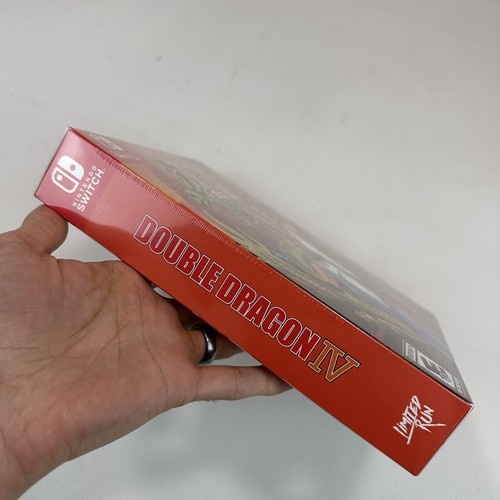 NINTENDO
SWITCH.
DOUBLE DRAGON IV
LIMITED
RUN